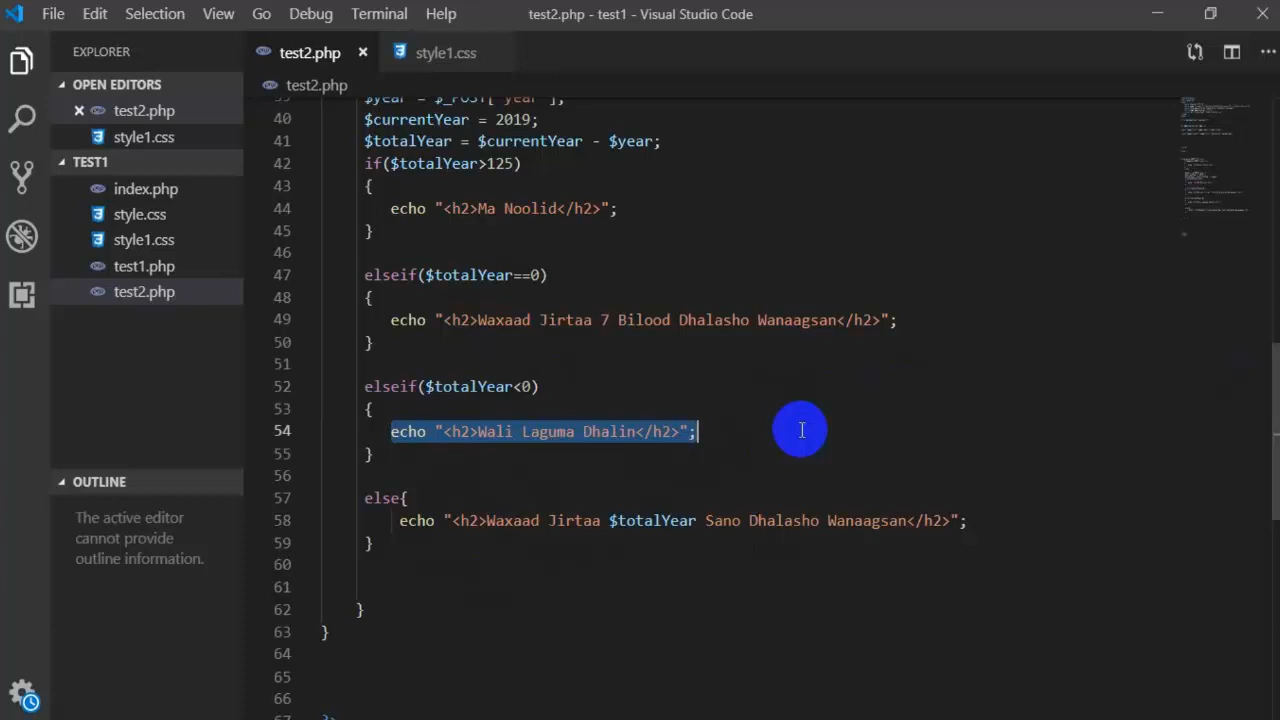 File Edit Selection View Go Debug Terminal Help
test2.php - test1 - Visual Studio Code
EXPLORER
OPEN EDITORS
test2.php
style1.css
TEST1
index.php
style.css
style1.css
test1.php
test2.php
OUTLINE
The active editor
cannot provide
outline information.
test2.php style1.css
test2.php
39 $year = $_POST["year"];
40 $currentYear = 2019;
41 $totalYear = $currentYear - $year;
42 if($totalYear>125)
43 {
44 echo "<h2>Ma Noolid</h2>";
45 }
46
47 elseif($totalYear==0)
48 {
49 echo "<h2>Waxaad Jirtaa 7 Bilood Dhalasho Wanaagsan</h2>";
50 }
51
52 elseif($totalYear<0)
53 {
54 echo "<h2>Wali Laguma Dhalin</h2>";
55 }
56
57 else{
58 echo "<h2>Waxaad Jirtaa $totalYear Sano Dhalasho Wanaagsan</h2>";
59 }
60
61
62 }
63 }
64
65
66
67 ?>